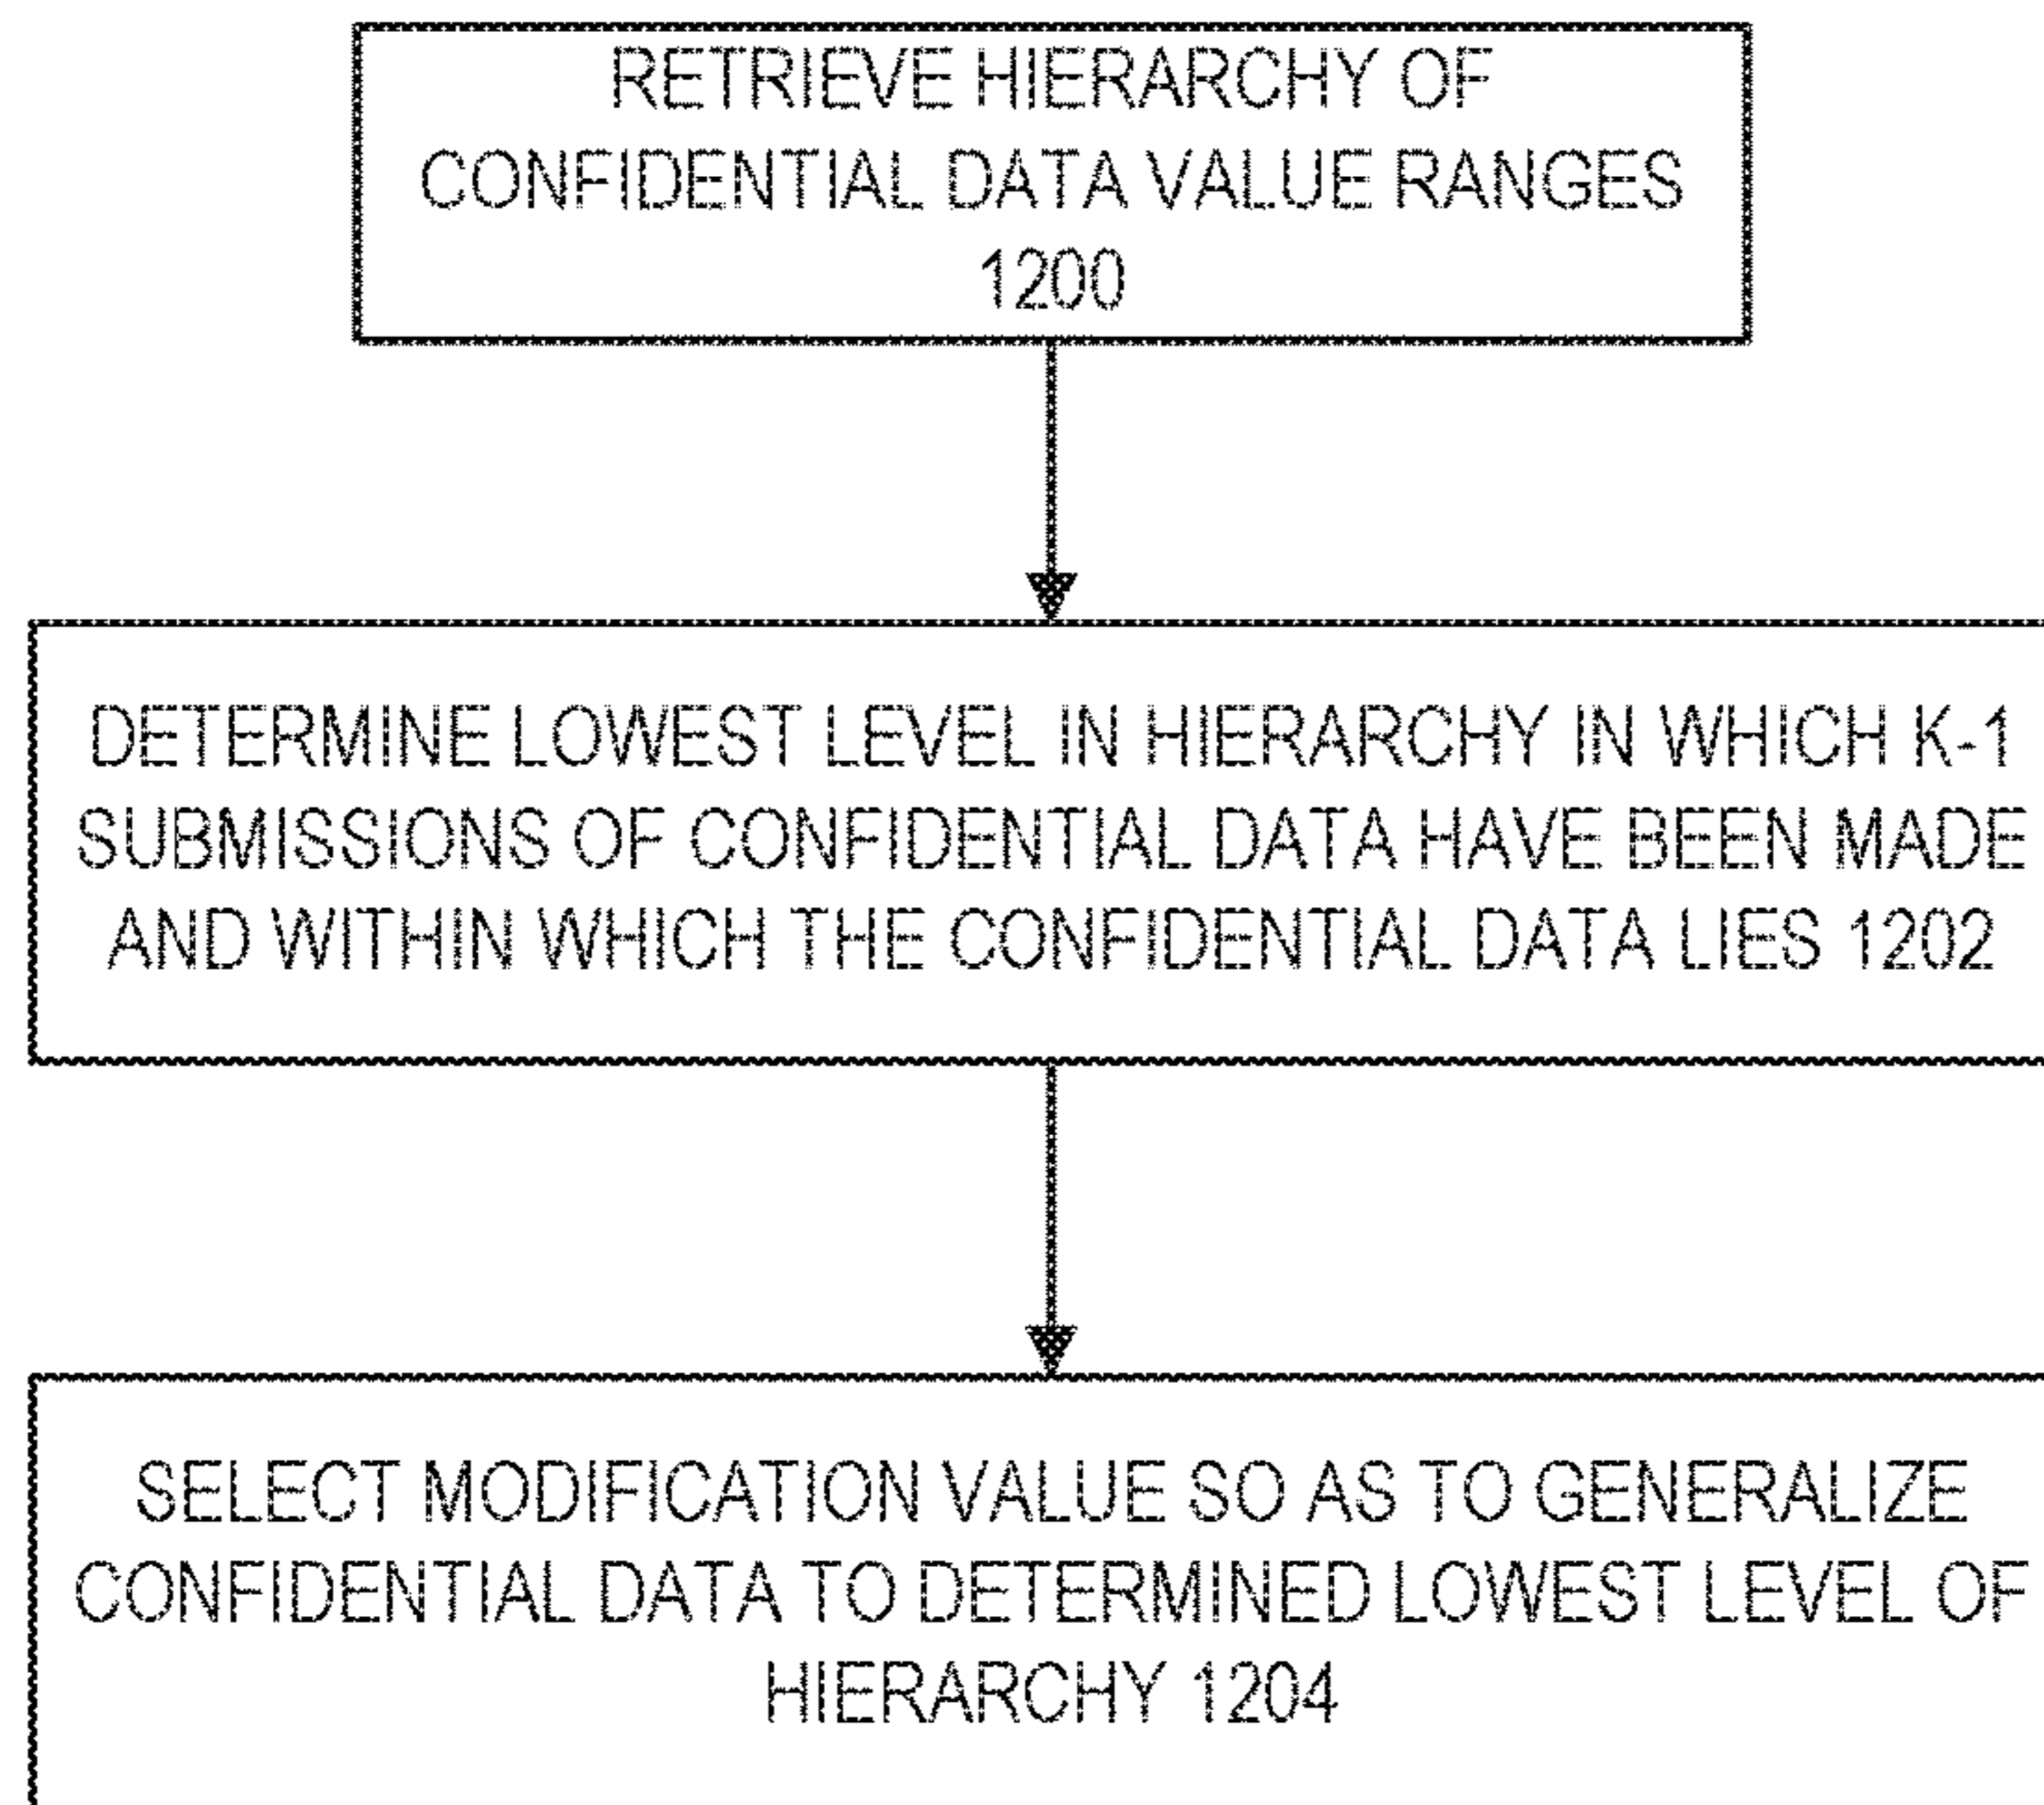 RETRIEVE HIERARCHY OF
CONFIDENTIAL DATA VALUE RANGES
1200
DETERMINE LOWEST LEVEL IN HIERARCHY IN WHICH K-1
SUBMISSIONS OF CONFIDENTIAL DATA HAVE BEEN MADE
AND WITHIN WHICH THE CONFIDENTIAL DATA LIES 1202
SELECT MODIFICATION VALUE SO AS TO GENERALIZE
CONFIDENTIAL DATA TO DETERMINED LOWEST LEVEL OF
HIERARCHY 1204